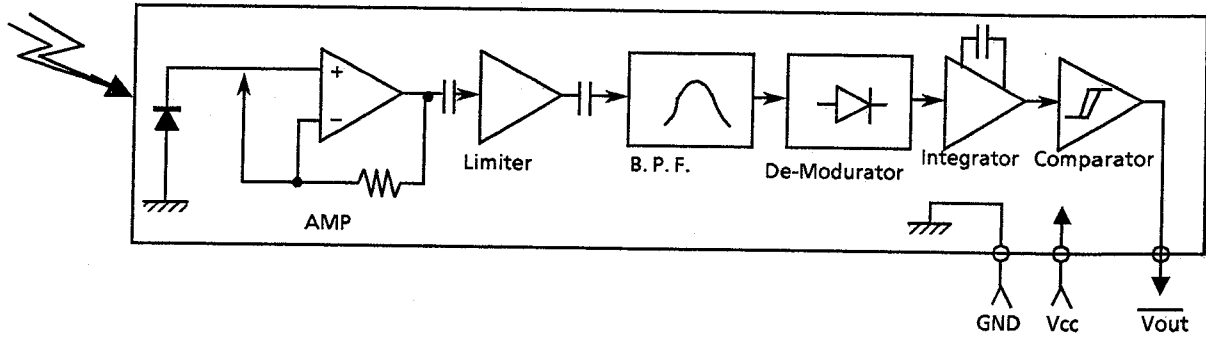 +
−
AMP
Limiter
B. P. F.
De-Modurator
Integrator
Comparator
GND
Vcc
Vout